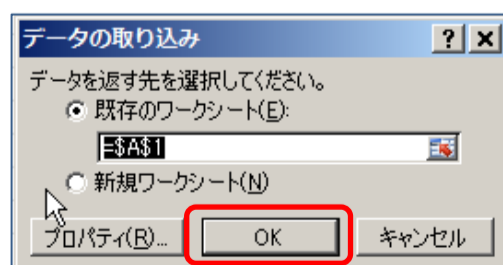 データの取り込み
データを返す先を選択してください。
既存のワークシート(E):
=$A$1
新規ワークシート(N)
プロパティ(R)... OK キャンセル